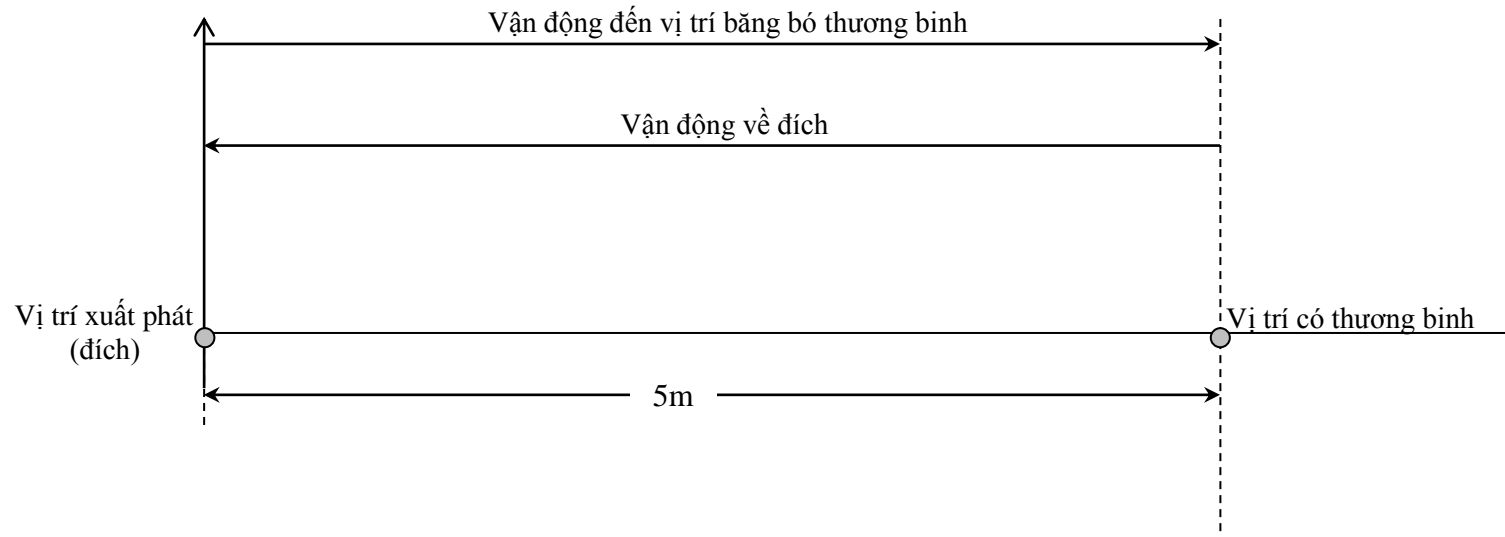 Vận động đến vị trí băng bó thương binh
Vận động về đích
Vị trí xuất phát
(đích)
Vị trí có thương binh
5m